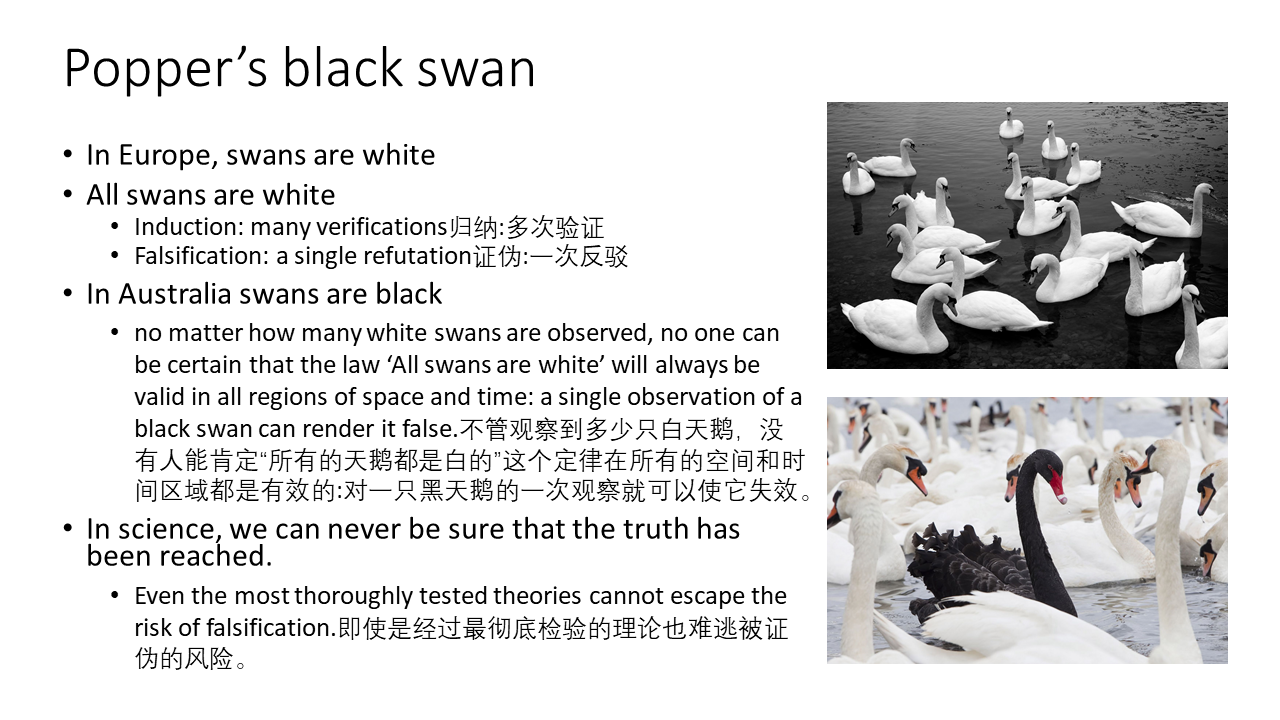 Popper’s black swan
• In Europe, swans are white
• All swans are white
• Induction: many verifications归纳:多次验证
• Falsification: a single refutation证伪:一次反驳
• In Australia swans are black
• no matter how many white swans are observed, no one can
be certain that the law ‘All swans are white’ will always be
valid in all regions of space and time: a single observation of a
black swan can render it false.不管观察到多少只白天鹅，没
有人能肯定“所有的天鹅都是白的”这个定律在所有的空间和时
间区域都是有效的:对一只黑天鹅的一次观察就可以使它失效。
• In science, we can never be sure that the truth has
been reached.
• Even the most thoroughly tested theories cannot escape the
risk of falsification.即使是经过最彻底检验的理论也难逃被证
伪的风险。